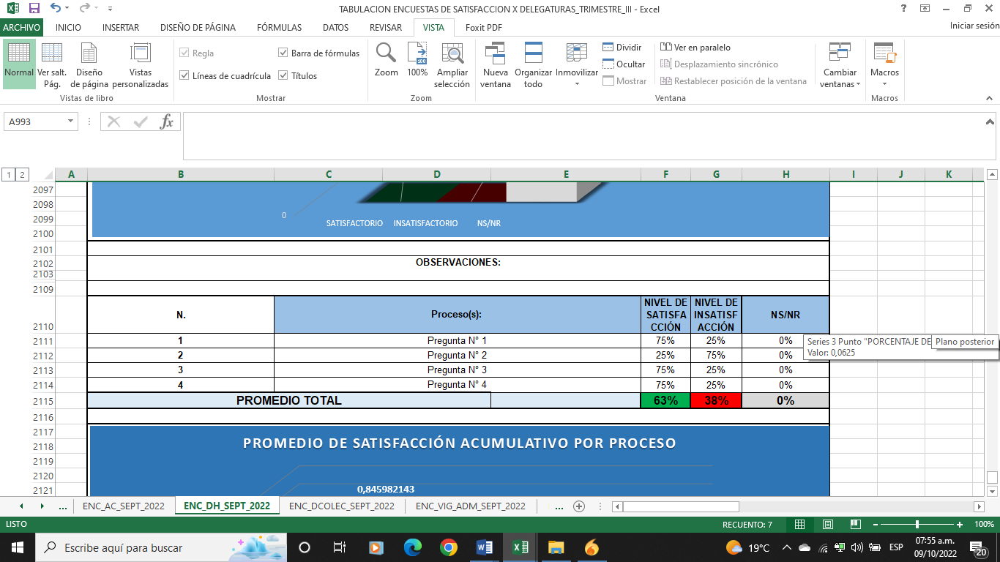 TABULACION ENCUESTAS DE SATISFACCION X DELEGATURAS_TRIMESTRE_III - Excel
ARCHIVO INICIO INSERTAR DISEÑO DE PÁGINA FÓRMULAS DATOS REVISAR VISTA Foxit PDF Iniciar sesión
Normal Ver salt. Pág. Diseño de página Vistas personalizadas
Vistas de libro
Regla Barra de fórmulas
Líneas de cuadrícula Títulos
Mostrar
Zoom 100% Ampliar selección
Zoom
Nueva ventana Organizar todo Inmovilizar
Dividir Ver en paralelo
Ocultar Desplazamiento sincrónico
Mostrar Restablecer posición de la ventana
Cambiar ventanas
Ventana
Macros
Macros
A993 fx
1 2 A B C D E F G H I J K
2097
2098
2099 0 SATISFACTORIO INSATISFACTORIO NS/NR
2100
2101
2102 OBSERVACIONES:
2103
2109
2110 N. Proceso(s): NIVEL DE SATISFACCIÓN NIVEL DE INSATISFACCIÓN NS/NR
2111 1 Pregunta N° 1 75% 25% 0%
2112 2 Pregunta N° 2 25% 75% 0%
2113 3 Pregunta N° 3 75% 25% 0%
2114 4 Pregunta N° 4 75% 25% 0%
2115 PROMEDIO TOTAL 63% 38% 0%
Series 3 Punto "PORCENTAJE DE Plano posterior
Valor: 0,0625
2116
2117
2118 PROMEDIO DE SATISFACCIÓN ACUMULATIVO POR PROCESO
2119
2120
2121 0,845982143
... ENC_AC_SEPT_2022 ENC_DH_SEPT_2022 ENC_DCOLEC_SEPT_2022 ENC_VIG_ADM_SEPT_2022 ...
LISTO RECUENTO: 7 100%
Escribe aquí para buscar 19°C ESP 07:55 a.m.
09/10/2022 20